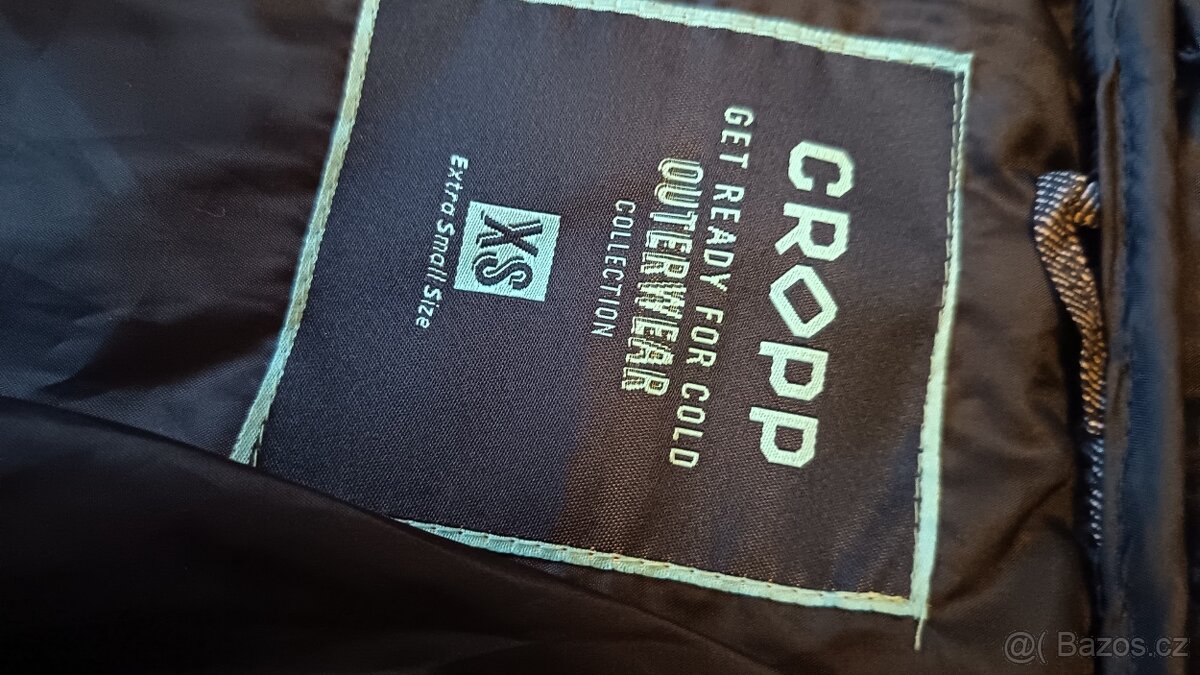 CROPP
GET READY FOR COLD
OUTERWEAR
COLLECTION
XS
Extra Small Size
@( Bazos.cz